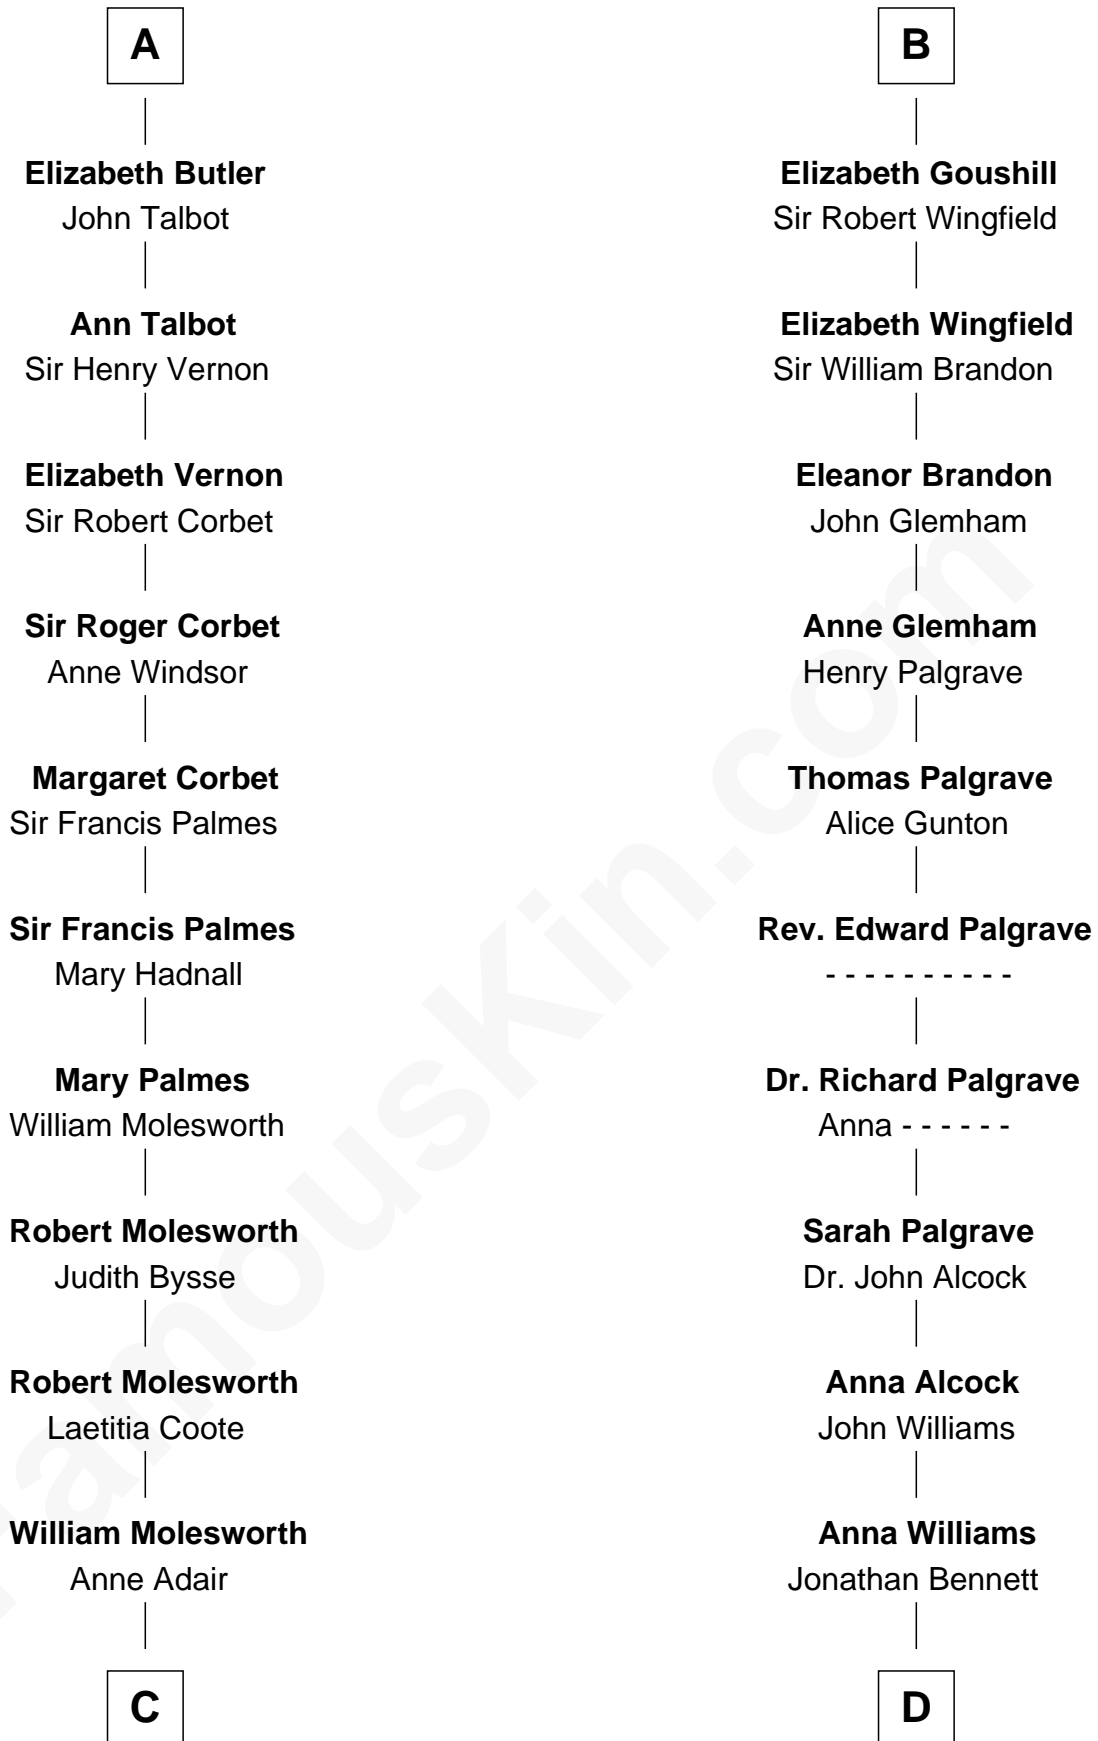 A
Elizabeth Butler
John Talbot
Ann Talbot
Sir Henry Vernon
Elizabeth Vernon
Sir Robert Corbet
Sir Roger Corbet
Anne Windsor
Margaret Corbet
Sir Francis Palmes
Sir Francis Palmes
Mary Hadnall
Mary Palmes
William Molesworth
Robert Molesworth
Judith Bysse
Robert Molesworth
Laetitia Coote
William Molesworth
Anne Adair
C
B
Elizabeth Goushill
Sir Robert Wingfield
Elizabeth Wingfield
Sir William Brandon
Eleanor Brandon
John Glemham
Anne Glemham
Henry Palgrave
Thomas Palgrave
Alice Gunton
Rev. Edward Palgrave
- - - - - - - - - -
Dr. Richard Palgrave
Anna - - - - - -
Sarah Palgrave
Dr. John Alcock
Anna Alcock
John Williams
Anna Williams
Jonathan Bennett
D
FamousKin.com